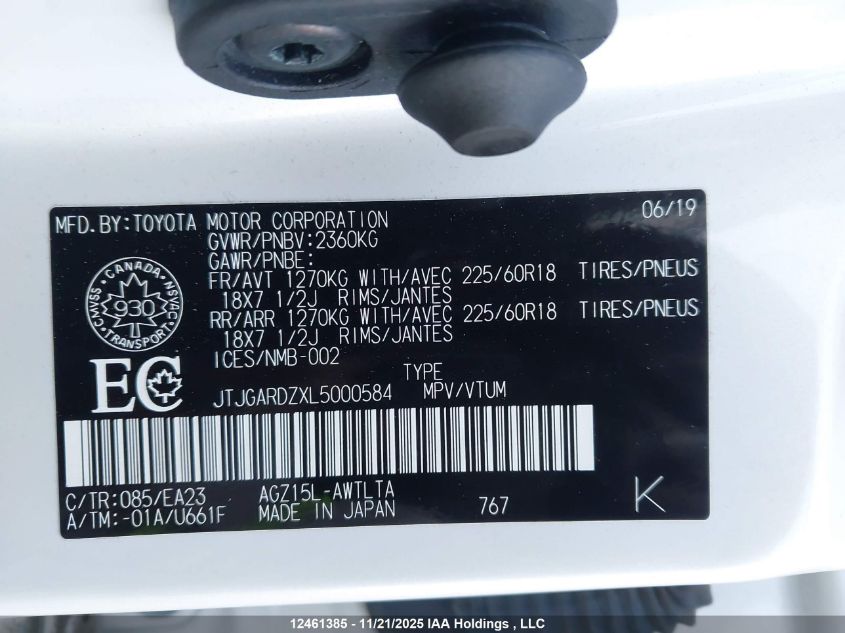 MFD.BY:TOYOTA MOTOR CORPORATION 06/19
GVWR/PNBV:2360KG
GAWR/PNBE:
FR/AVT 1270KG WITH/AVEC 225/60R18 TIRES/PNEUS
18X7 1/2J RIMS/JANTES
RR/ARR 1270KG WITH/AVEC 225/60R18 TIRES/PNEUS
18X7 1/2J RIMS/JANTES
ICES/NMB-002
CANADA
CMVSS NSVAC
930
TRANSPORT
EC
TYPE
JTJGARDZXL5000584 MPV/VTUM
C/TR:085/EA23 AGZ15L-AWTLTA
A/TM:-01A/U661F MADE IN JAPAN 767 K
12461385 - 11/21/2025 IAA Holdings , LLC